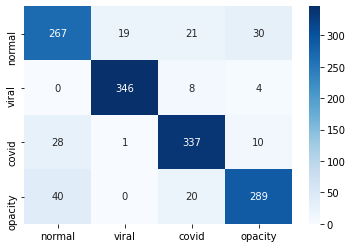 normal 267 19 21 30
viral 0 346 8 4
covid 28 1 337 10
opacity 40 0 20 289
normal viral covid opacity
300
250
200
150
100
50
0